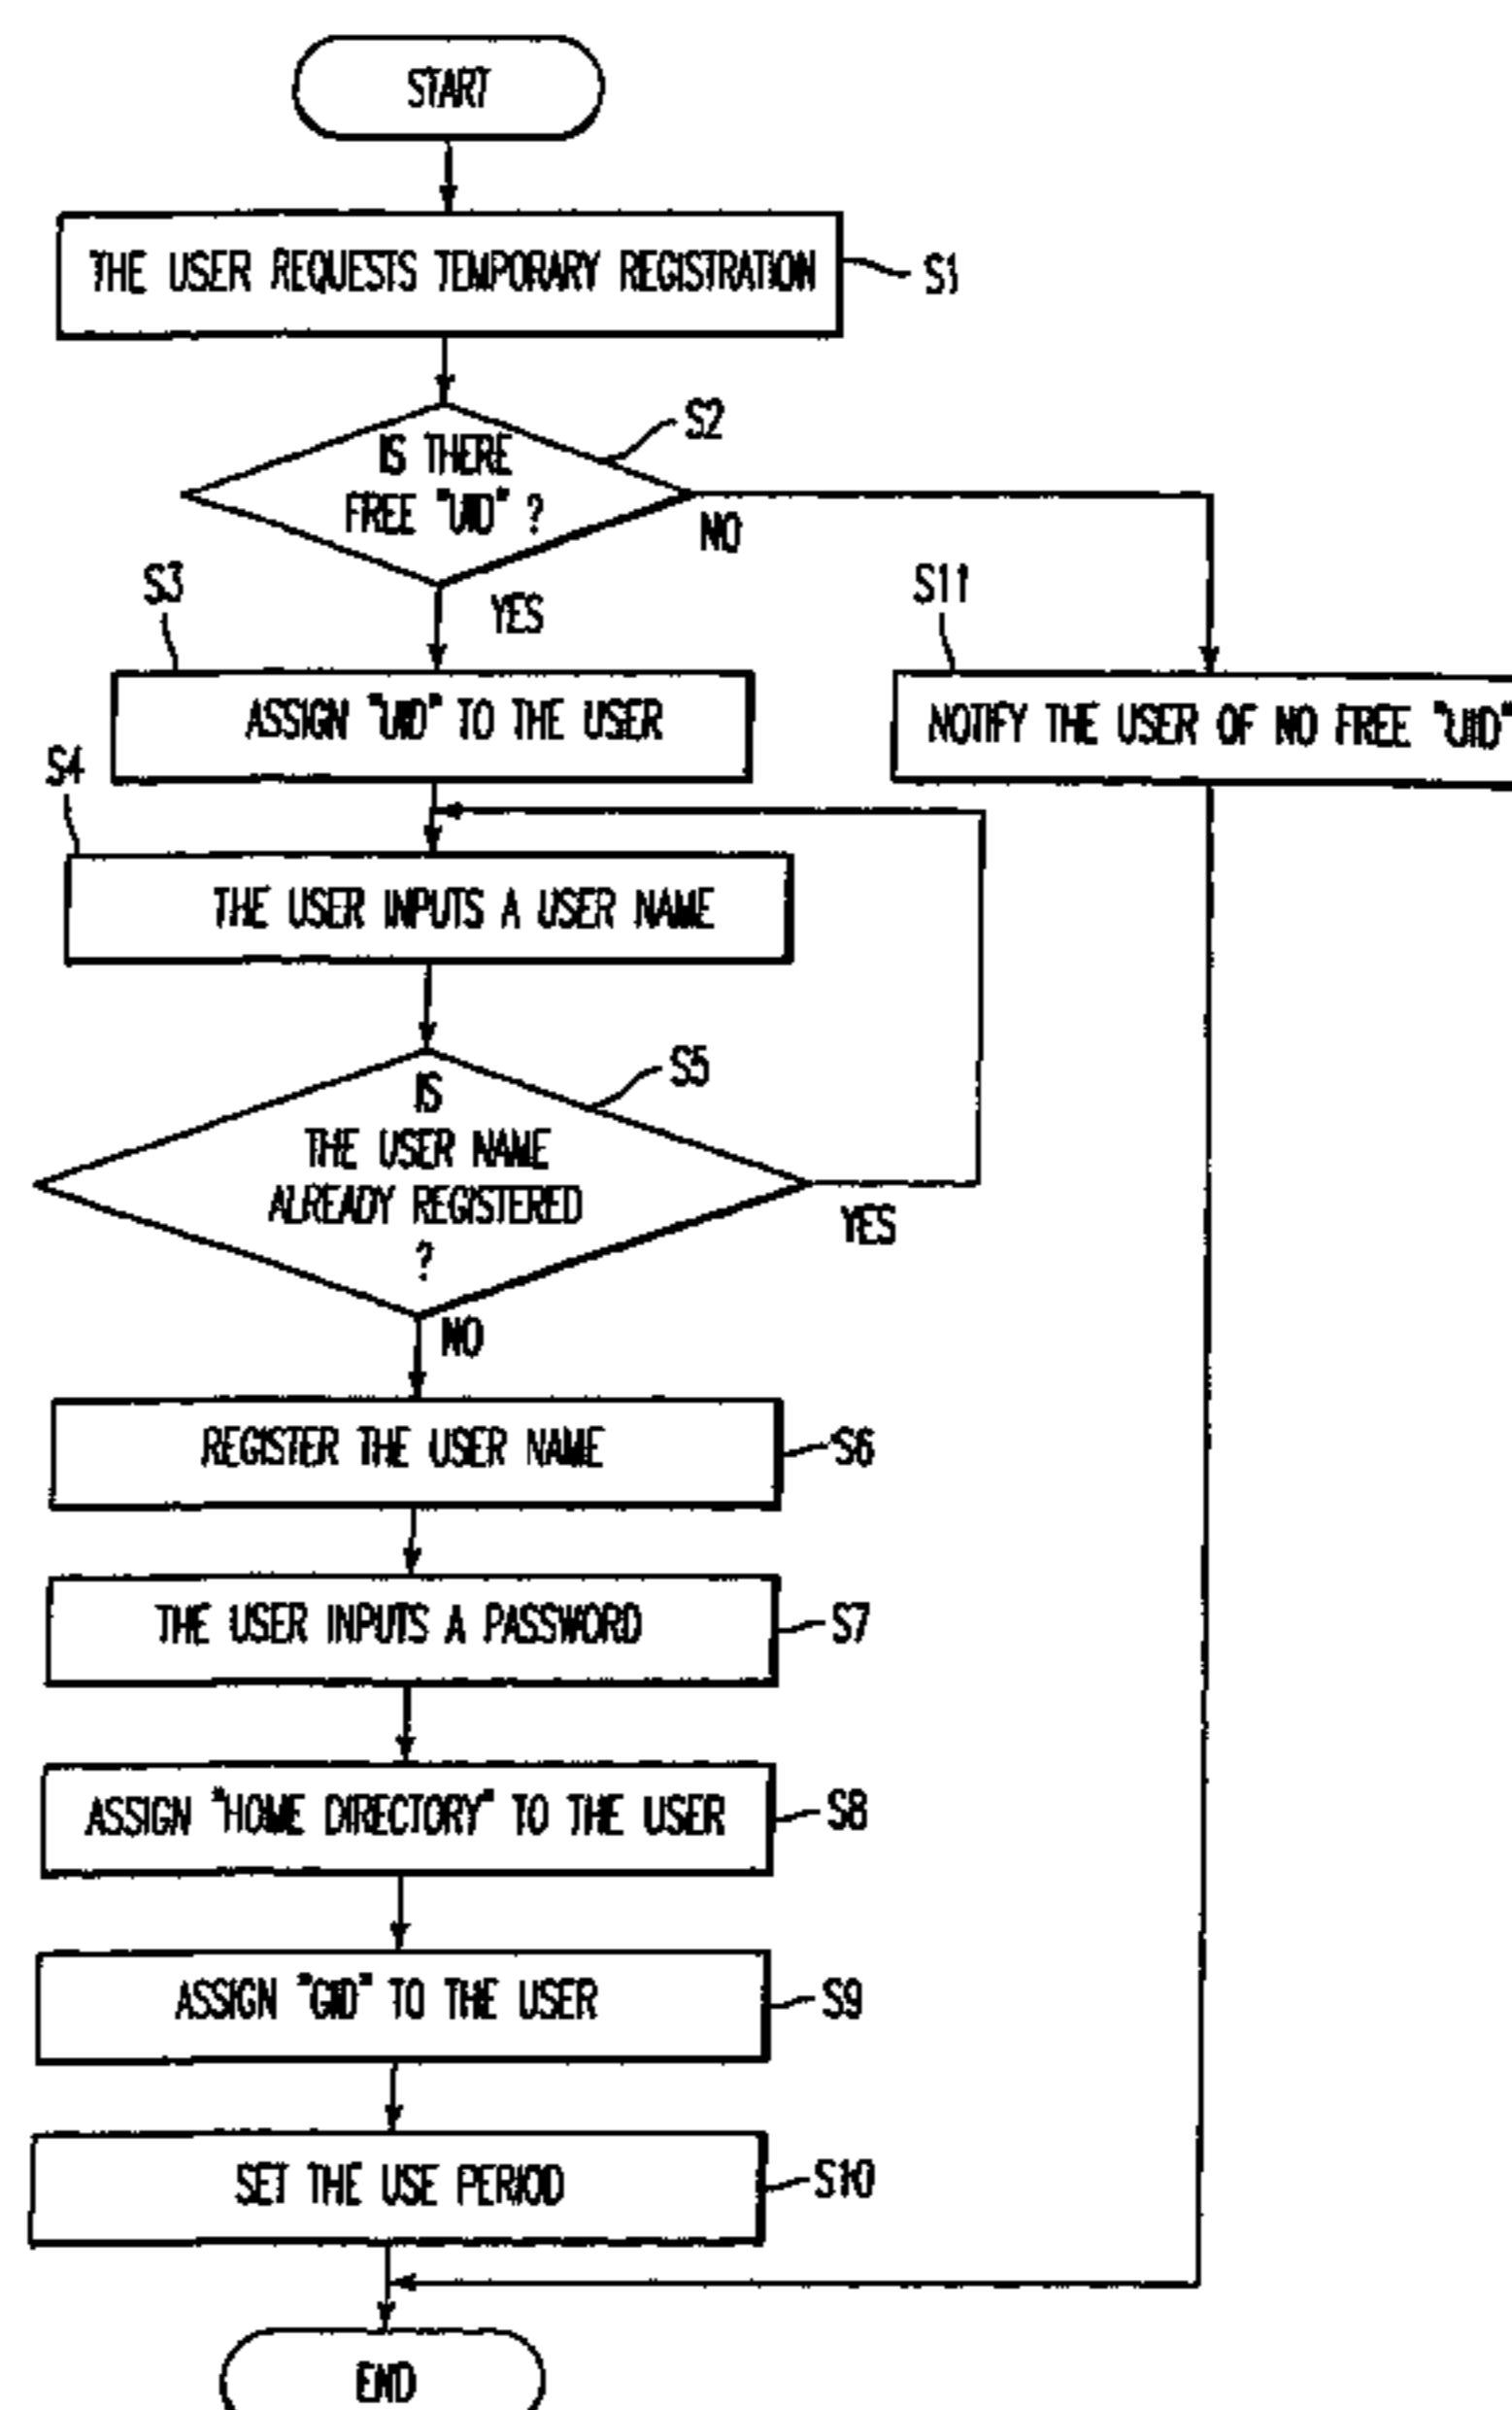 START
THE USER REQUESTS TEMPORARY REGISTRATION
S1
IS THERE
FREE "UID" ?
S2
NO
YES
S3
ASSIGN "UID" TO THE USER
S11
NOTIFY THE USER OF NO FREE "UID"
S4
THE USER INPUTS A USER NAME
S5
IS
THE USER NAME
ALREADY REGISTERED
?
YES
NO
REGISTER THE USER NAME
S6
THE USER INPUTS A PASSWORD
S7
ASSIGN "HOME DIRECTORY" TO THE USER
S8
ASSIGN "GID" TO THE USER
S9
SET THE USE PERIOD
S10
END